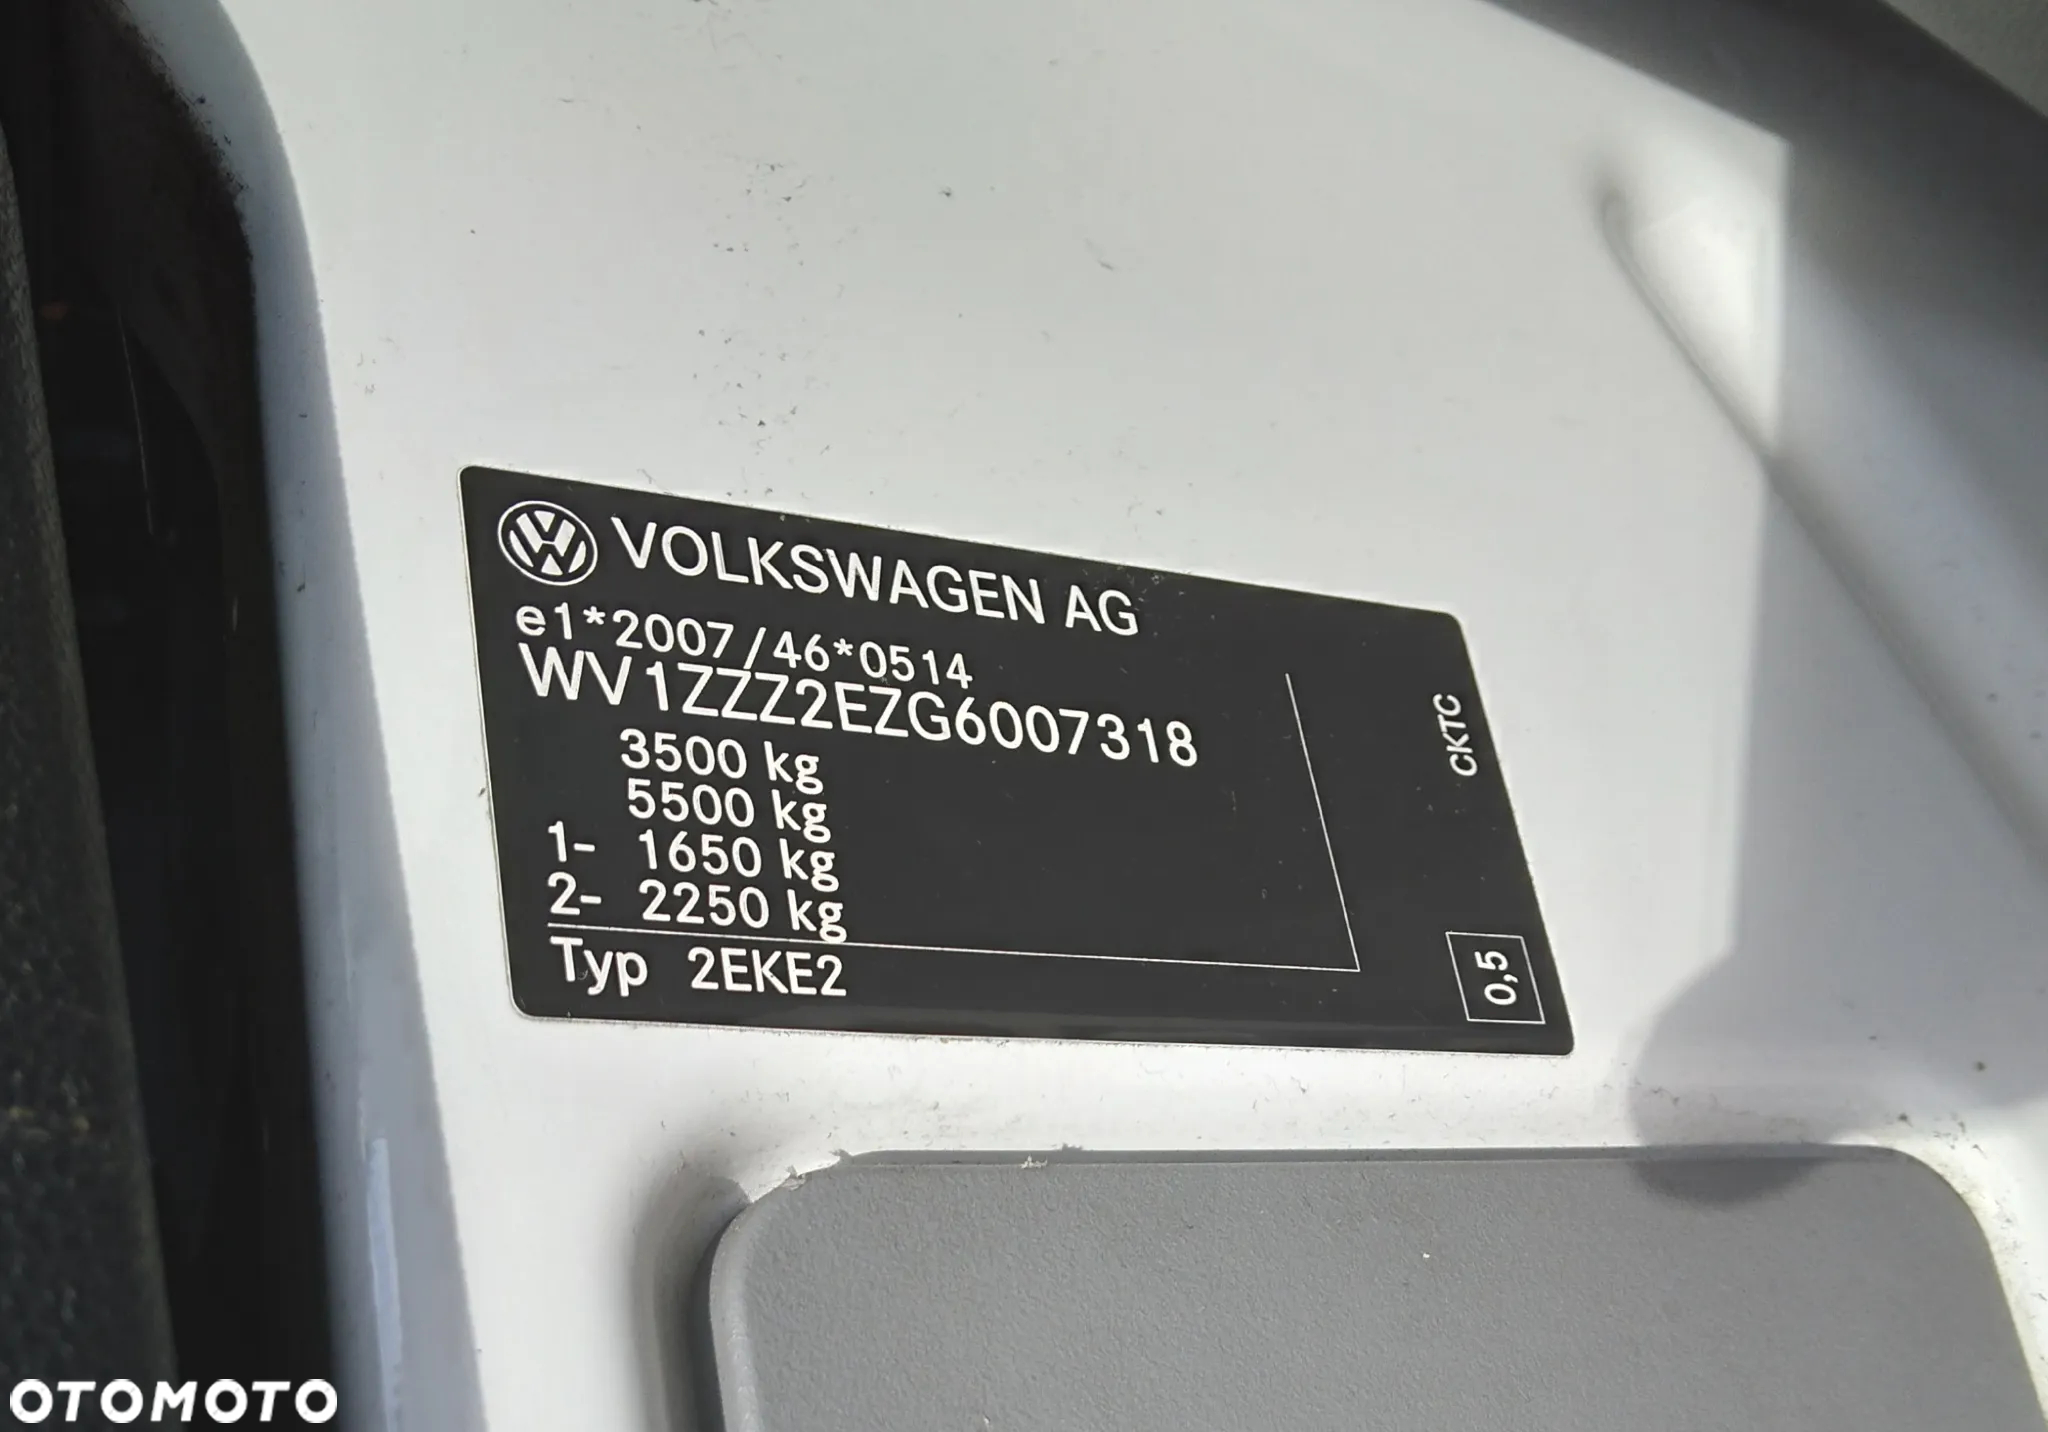 VOLKSWAGEN AG
e1*2007/46*0514
WV1ZZZ2EZG6007318
3500 kg
5500 kg
1- 1650 kg
2- 2250 kg
Typ 2EKE2
CKTC
0,5
OTOMOTO